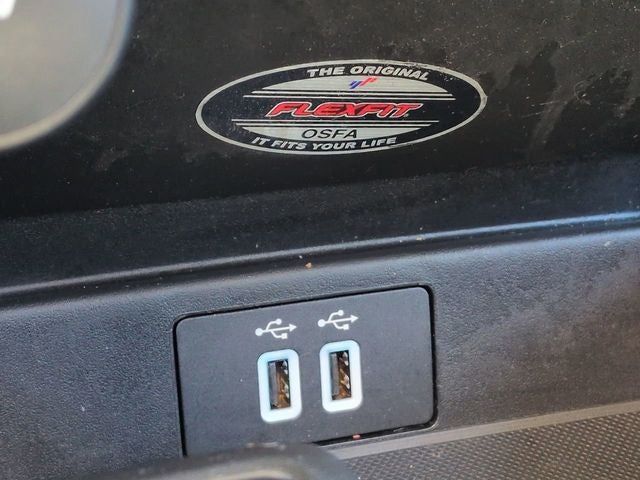 THE ORIGINAL
FLEXFIT
OSFA
IT FITS YOUR LIFE